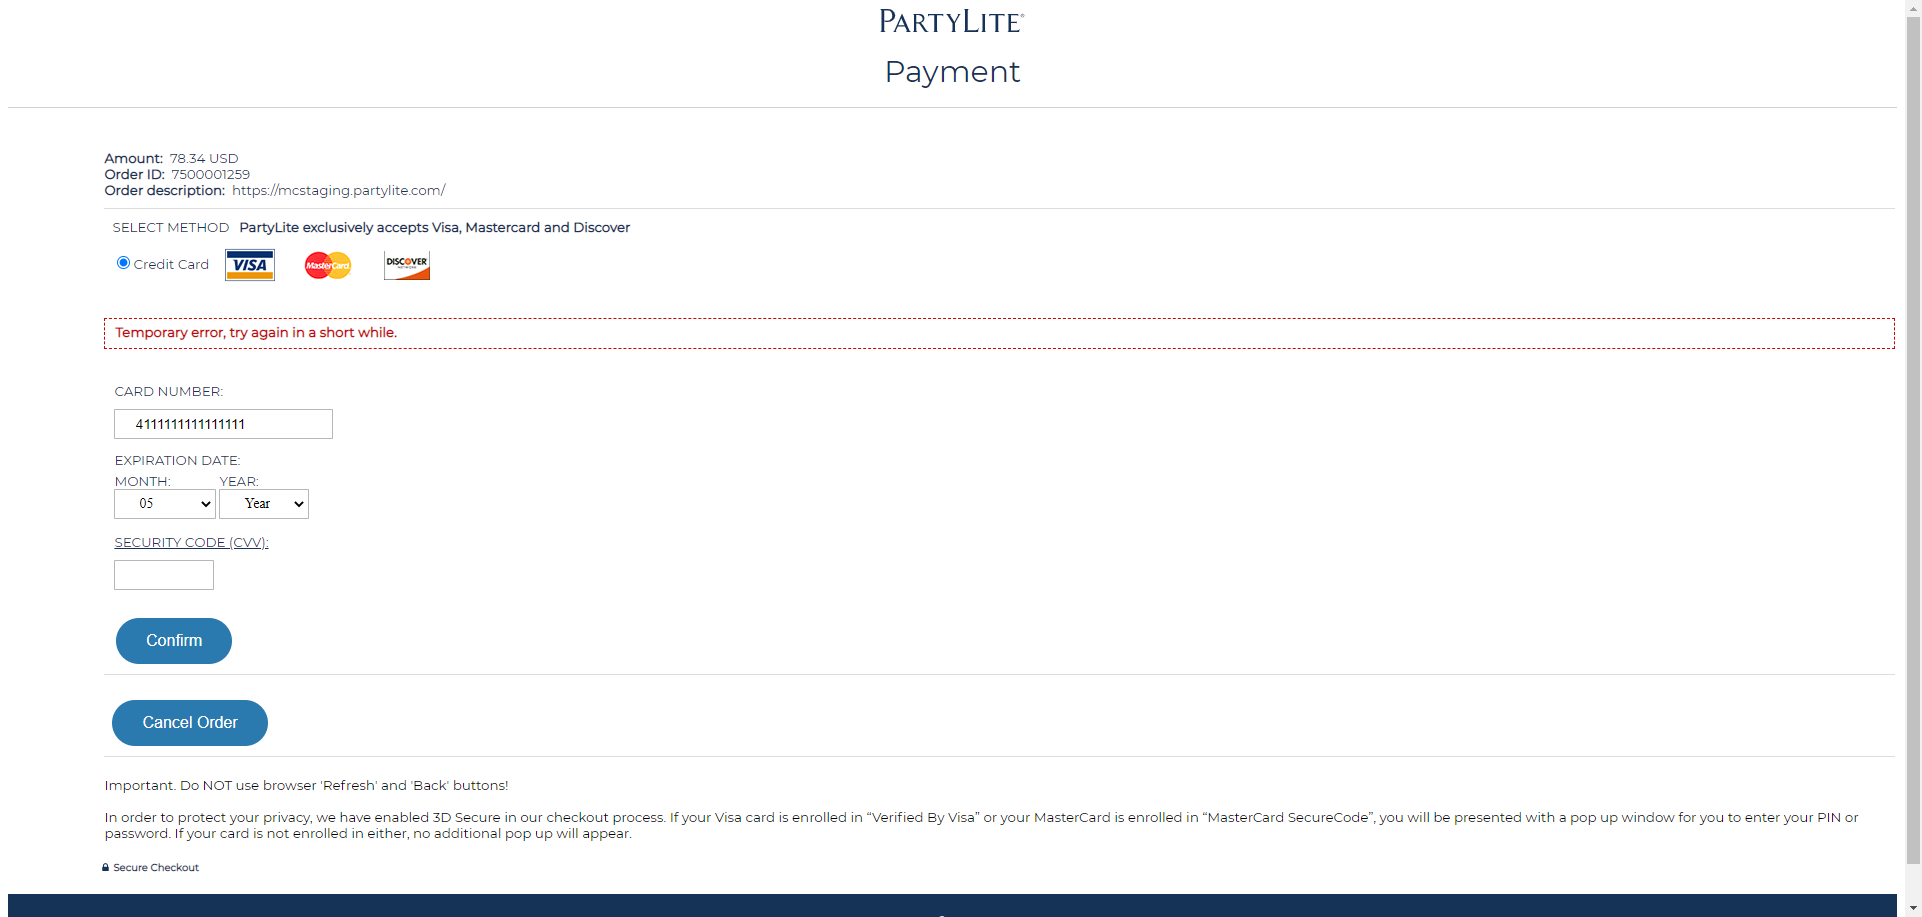 PARTYLITE®
Payment
Amount: 78.34 USD
Order ID: 7500001259
Order description: https://mcstaging.partylite.com/
SELECT METHOD PartyLite exclusively accepts Visa, Mastercard and Discover
Credit Card VISA MasterCard DISCOVER NETWORK
Temporary error, try again in a short while.
CARD NUMBER:
4111111111111111
EXPIRATION DATE:
MONTH: YEAR:
05 Year
SECURITY CODE (CVV):
Confirm
Cancel Order
Important. Do NOT use browser 'Refresh' and 'Back' buttons!
In order to protect your privacy, we have enabled 3D Secure in our checkout process. If your Visa card is enrolled in “Verified By Visa” or your MasterCard is enrolled in “MasterCard SecureCode”, you will be presented with a pop up window for you to enter your PIN or
password. If your card is not enrolled in either, no additional pop up will appear.
Secure Checkout